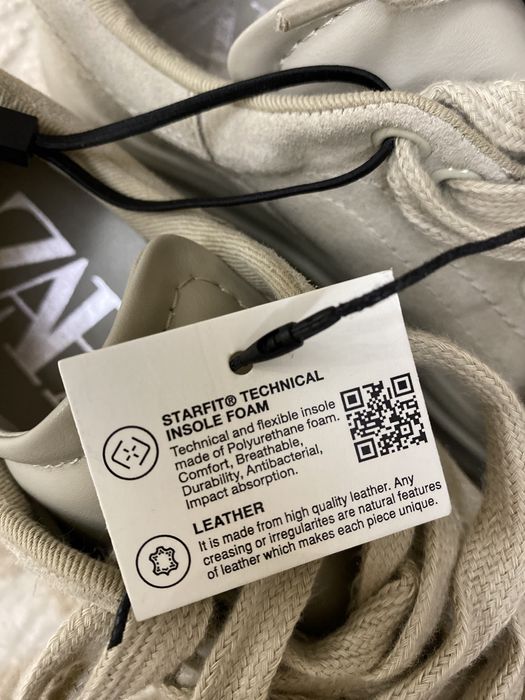 ZARA
STARFIT® TECHNICAL
INSOLE FOAM
Technical and flexible insole
made of Polyurethane foam.
Comfort, Breathable,
Durability, Antibacterial,
Impact absorption.
LEATHER
It is made from high quality leather. Any
creasing or irregularites are natural features
of leather which makes each piece unique.